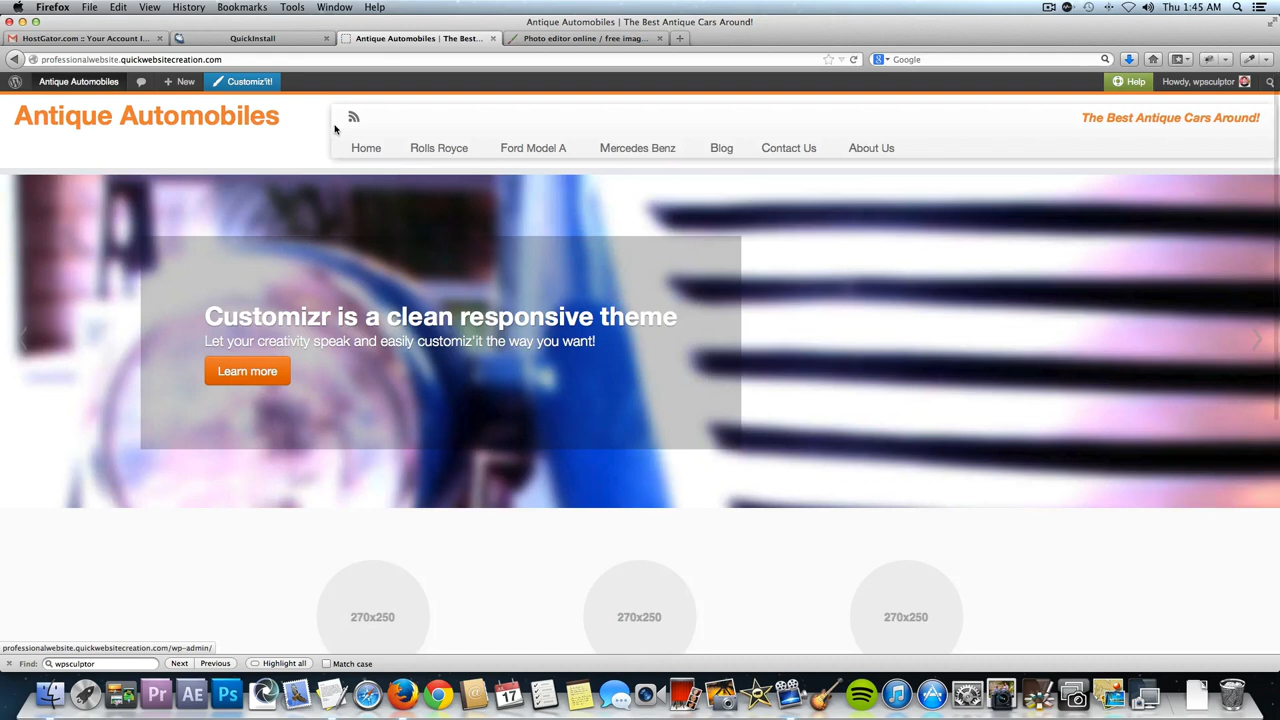 Firefox File Edit View History Bookmarks Tools Window Help Thu 1:45 AM
Antique Automobiles | The Best Antique Cars Around!
HostGator.com :: Your Account I... QuickInstall Antique Automobiles | The Bes... Photo editor online / free imag...
professionalwebsite.quickwebsitecreation.com Google
Antique Automobiles New Customiz'it! Help Howdy, wpsculptor
Antique Automobiles
The Best Antique Cars Around!
Home Rolls Royce Ford Model A Mercedes Benz Blog Contact Us About Us
Customizr is a clean responsive theme
Let your creativity speak and easily customiz'it the way you want!
Learn more
270x250 270x250 270x250
professionalwebsite.quickwebsitecreation.com/wp-admin/
Find: wpsculptor Next Previous Highlight all Match case
Pr Ae Ps 17